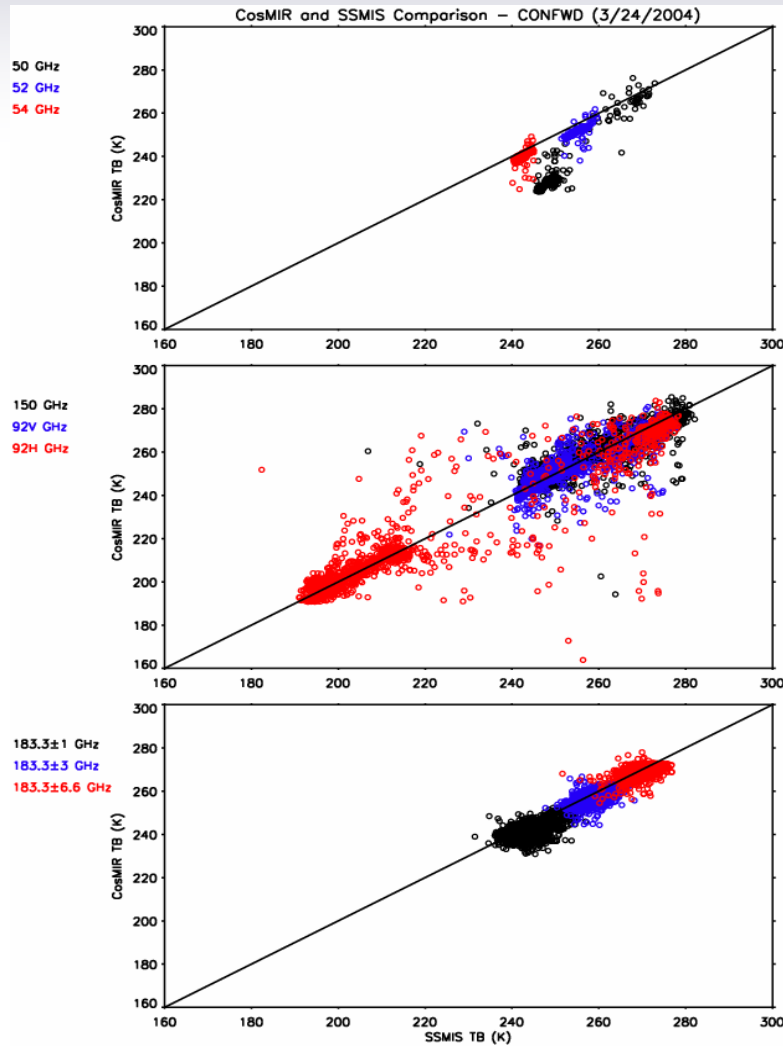 CosMIR and SSMIS Comparison - CONFWD (3/24/2004)
50 GHz
52 GHz
54 GHz
CosMIR TB (K)
300
280
260
240
220
200
180
160
160 180 200 220 240 260 280 300
150 GHz
92V GHz
92H GHz
CosMIR TB (K)
300
280
260
240
220
200
180
160
160 180 200 220 240 260 280 300
183.3±1 GHz
183.3±3 GHz
183.3±6.6 GHz
CosMIR TB (K)
300
280
260
240
220
200
180
160
160 180 200 220 240 260 280 300
SSMIS TB (K)